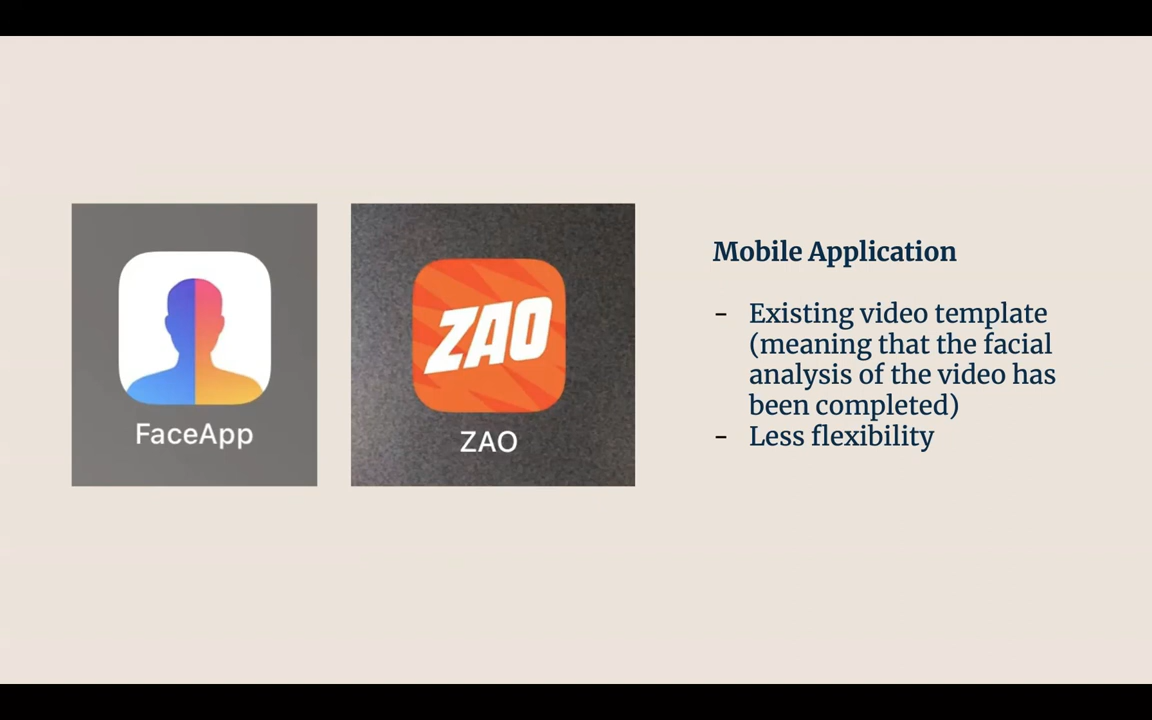 FaceApp
ZAO
ZAO
Mobile Application
- Existing video template
(meaning that the facial
analysis of the video has
been completed)
- Less flexibility